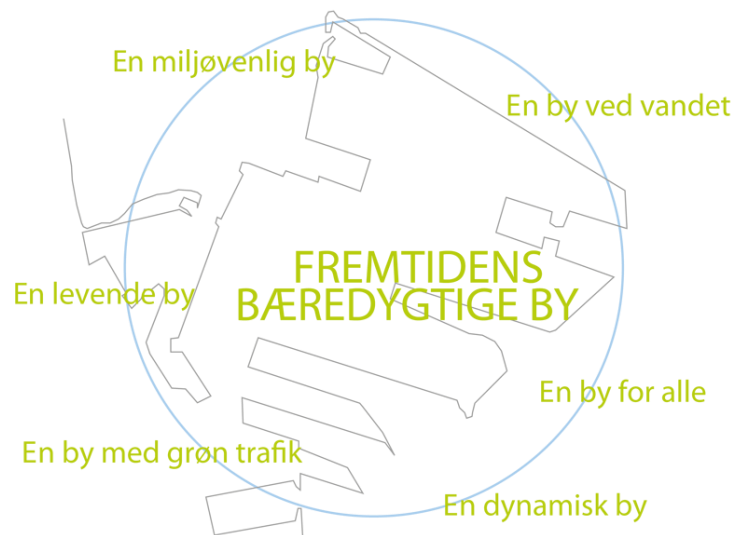 En miljøvenlig by
En by ved vandet
FREMTIDENS
BÆREDYGTIGE BY
En levende by
En by for alle
En by med grøn trafik
En dynamisk by